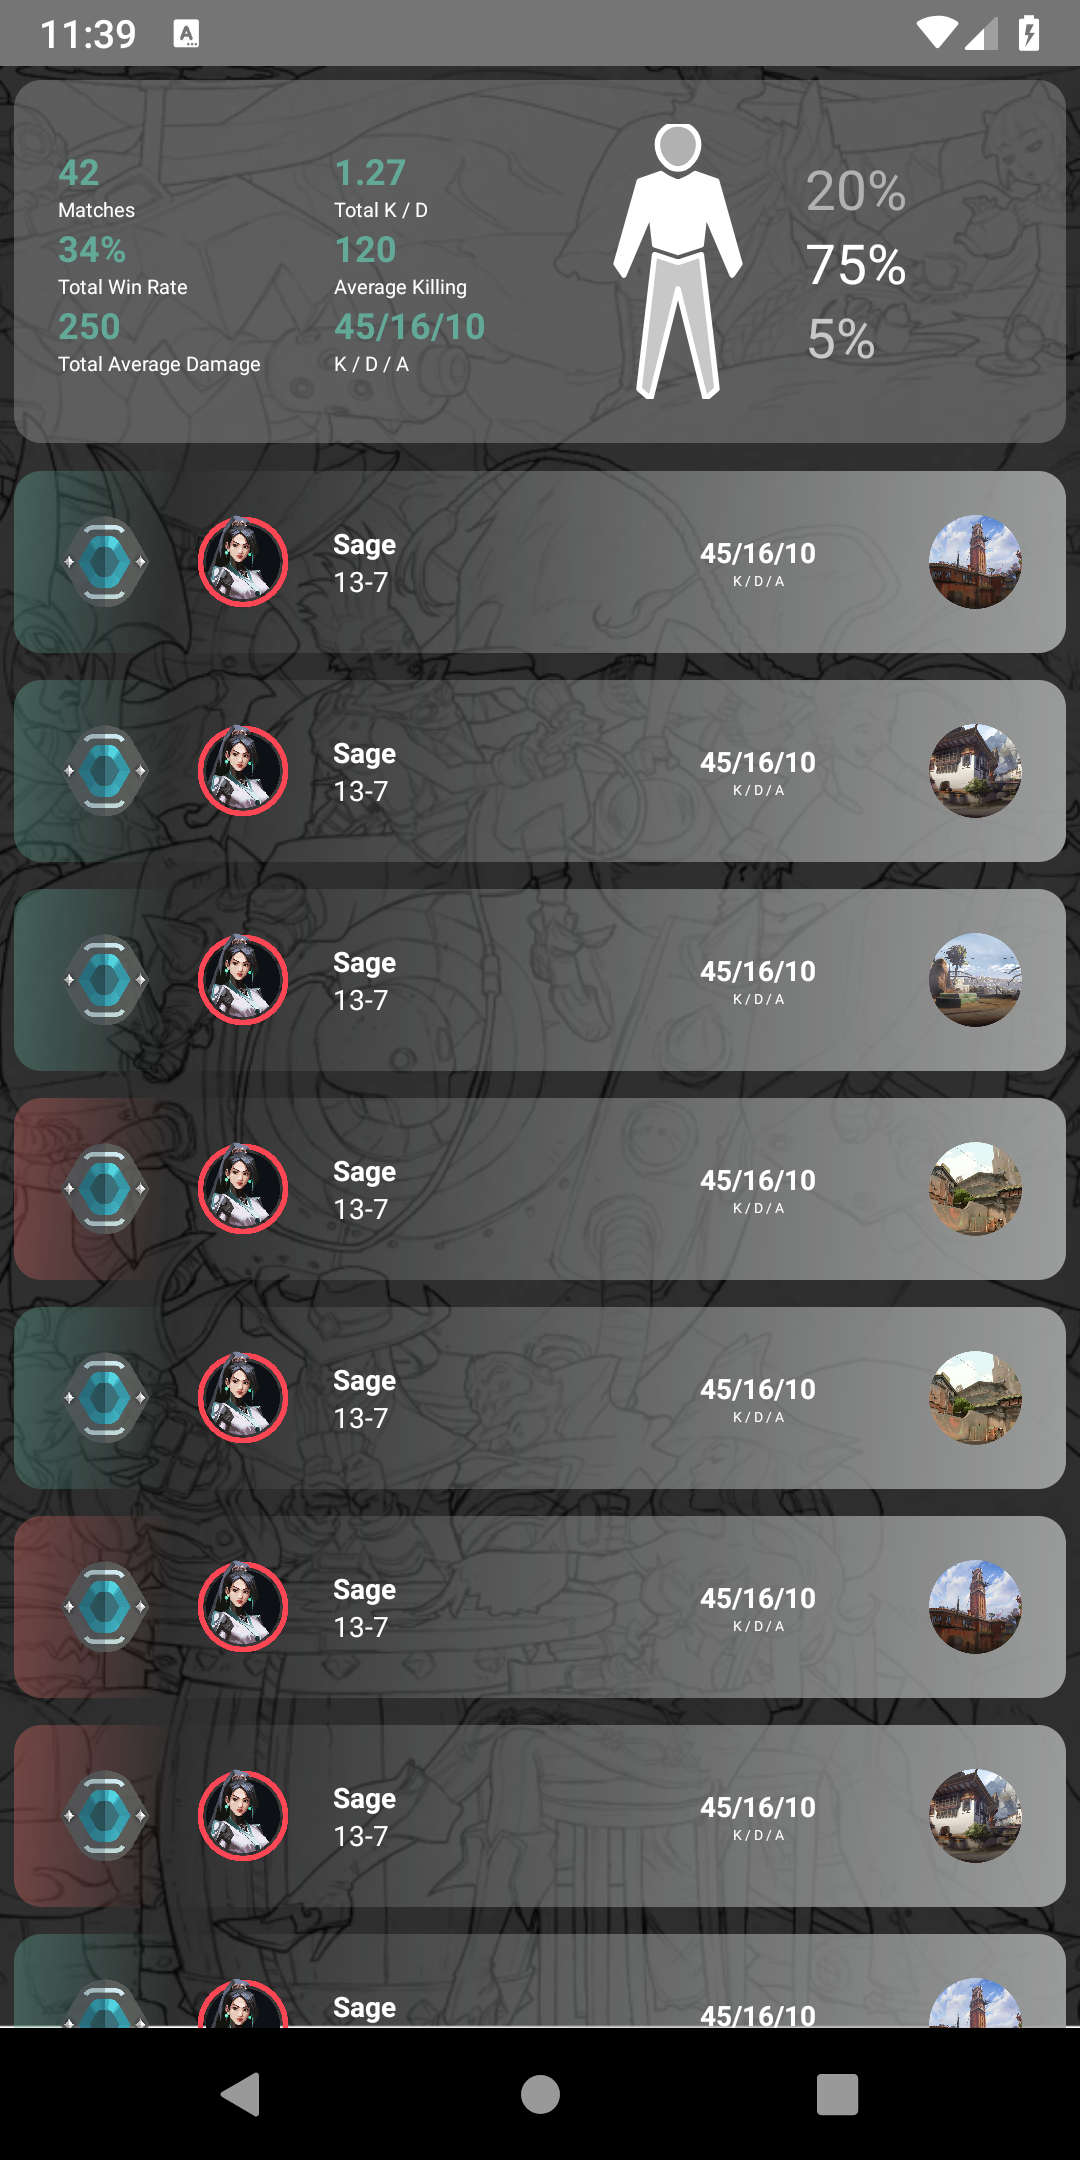 11:39
42
Matches
34%
Total Win Rate
250
Total Average Damage
1.27
Total K / D
120
Average Killing
45/16/10
K / D / A
20%
75%
5%
Sage
13-7
45/16/10
K/D/A
Sage
13-7
45/16/10
K/D/A
Sage
13-7
45/16/10
K/D/A
Sage
13-7
45/16/10
K/D/A
Sage
13-7
45/16/10
K/D/A
Sage
13-7
45/16/10
K/D/A
Sage
13-7
45/16/10
K/D/A
Sage
45/16/10